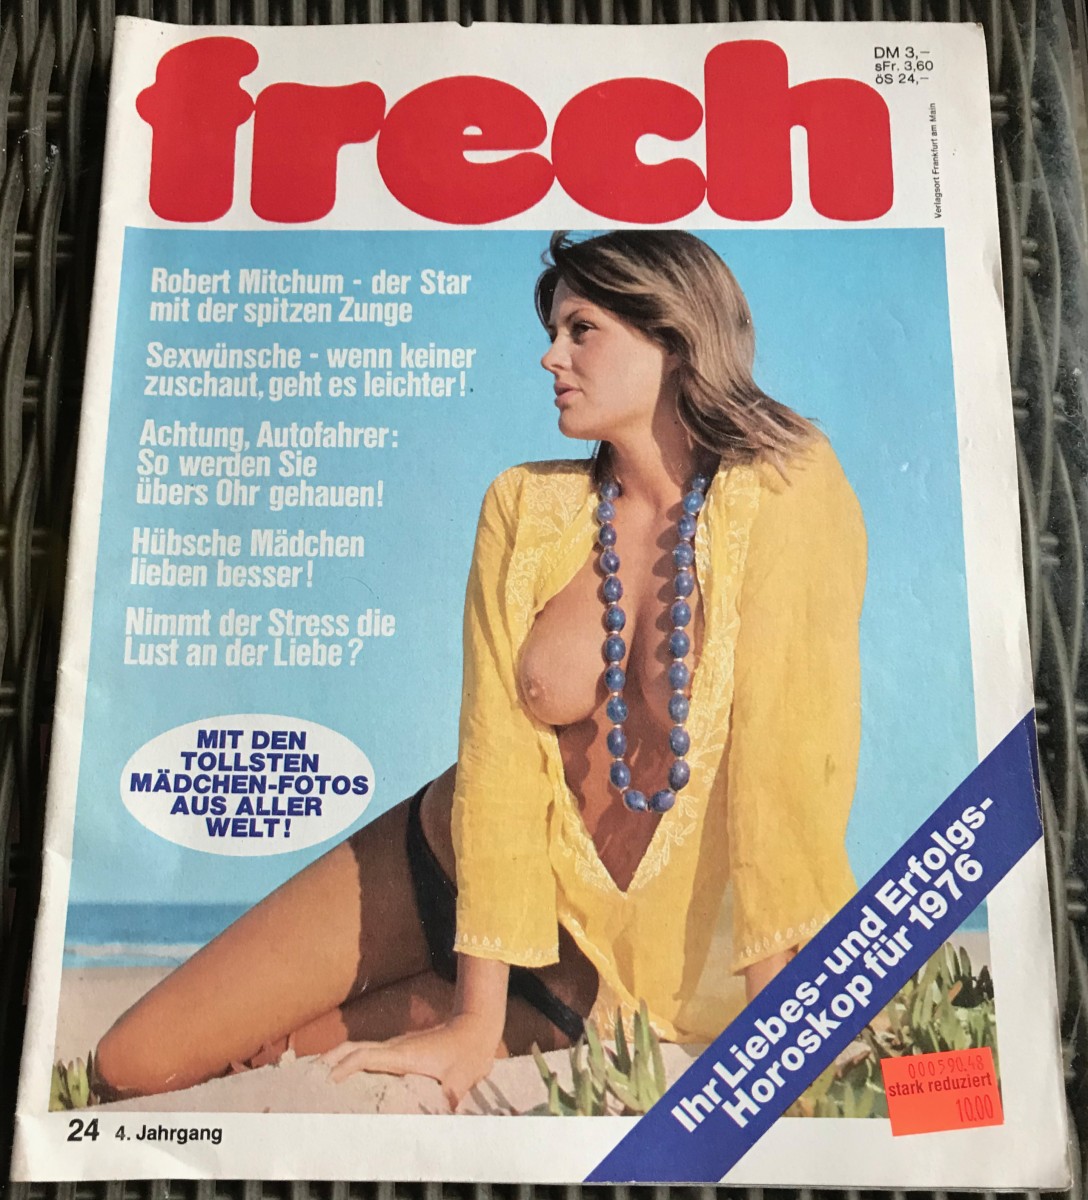 frech
DM 3,–
sFr. 3,60
öS 24,–
Verlagsort Frankfurt am Main
Robert Mitchum - der Star
mit der spitzen Zunge
Sexwünsche - wenn keiner
zuschaut, geht es leichter!
Achtung, Autofahrer:
So werden Sie
übers Ohr gehauen!
Hübsche Mädchen
lieben besser!
Nimmt der Stress die
Lust an der Liebe?
MIT DEN
TOLLSTEN
MÄDCHEN-FOTOS
AUS ALLER
WELT!
Ihr Liebes- und Erfolgs-
Horoskop für 1976
000590.48
stark reduziert
10.00
24 4. Jahrgang